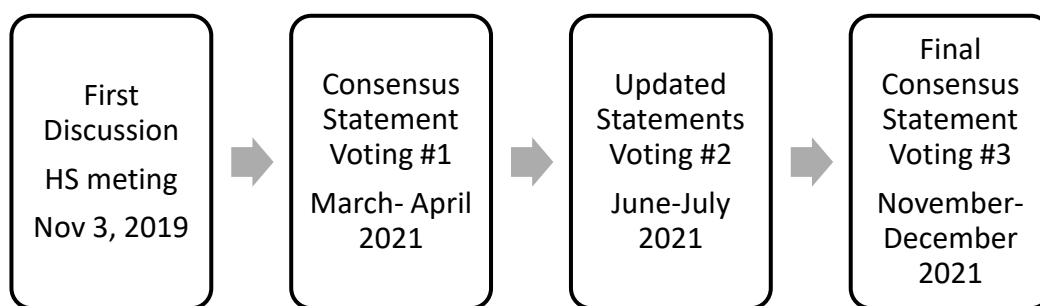 First
Discussion
HS meting
Nov 3, 2019
Consensus
Statement
Voting #1
March- April
2021
Updated
Statements
Voting #2
June-July
2021
Final
Consensus
Statement
Voting #3
November-
December
2021